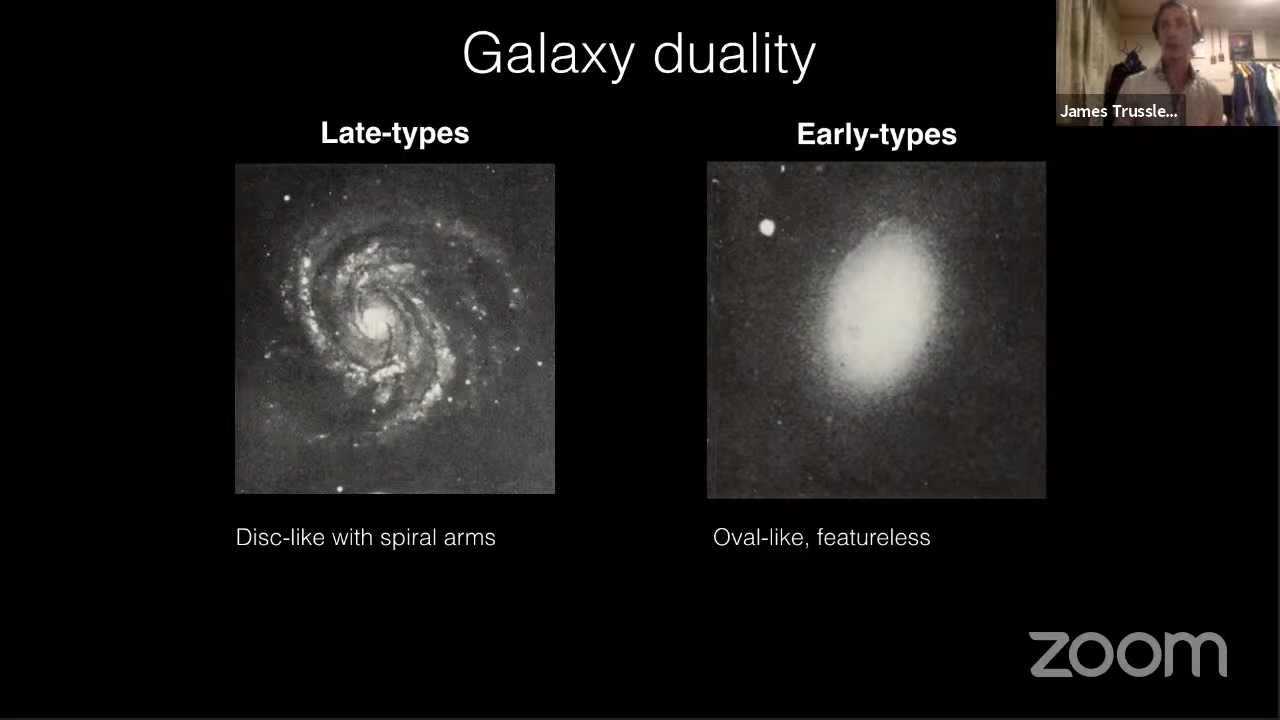 Galaxy duality
James Trussle...
Late-types
Early-types
Disc-like with spiral arms
Oval-like, featureless
zoom